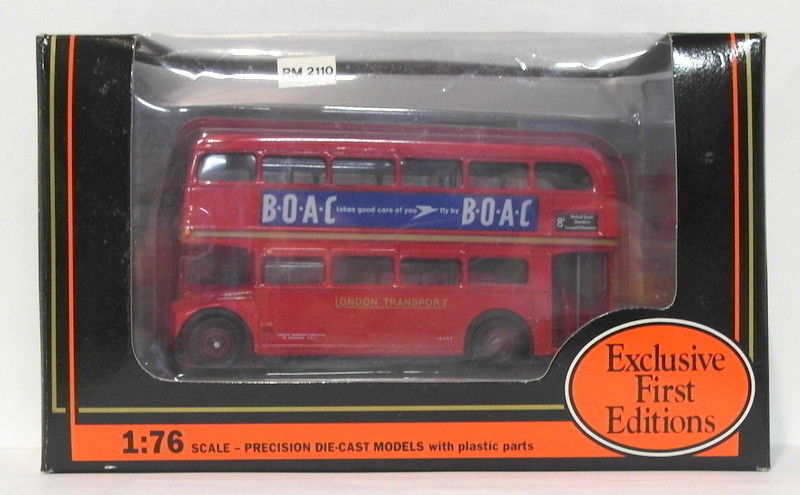 RM 2110
B·O·A·C takes good care of you fly by B·O·A·C
8
LONDON TRANSPORT
Exclusive
First
Editions
1:76 SCALE – PRECISION DIE-CAST MODELS with plastic parts